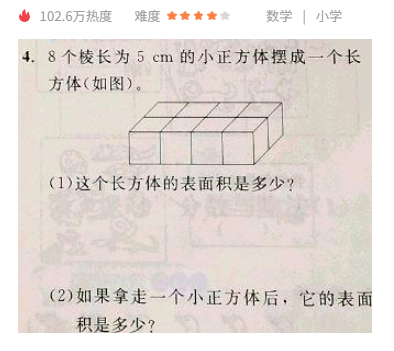 102.6万热度 难度 数学 | 小学
4. 8个棱长为 5 cm 的小正方体摆成一个长
方体(如图)。
(1)这个长方体的表面积是多少?
(2)如果拿走一个小正方体后，它的表面
积是多少?